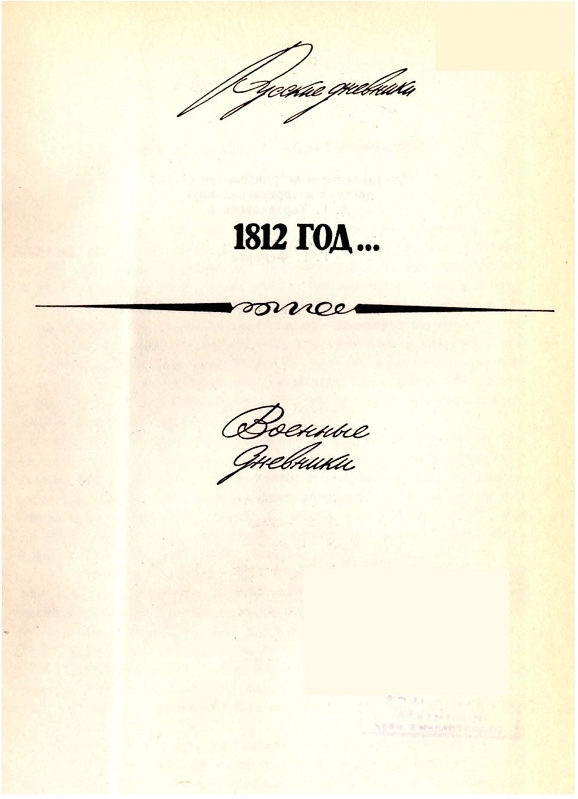 Русские дневники
1812 ГОД...
Военные
дневники